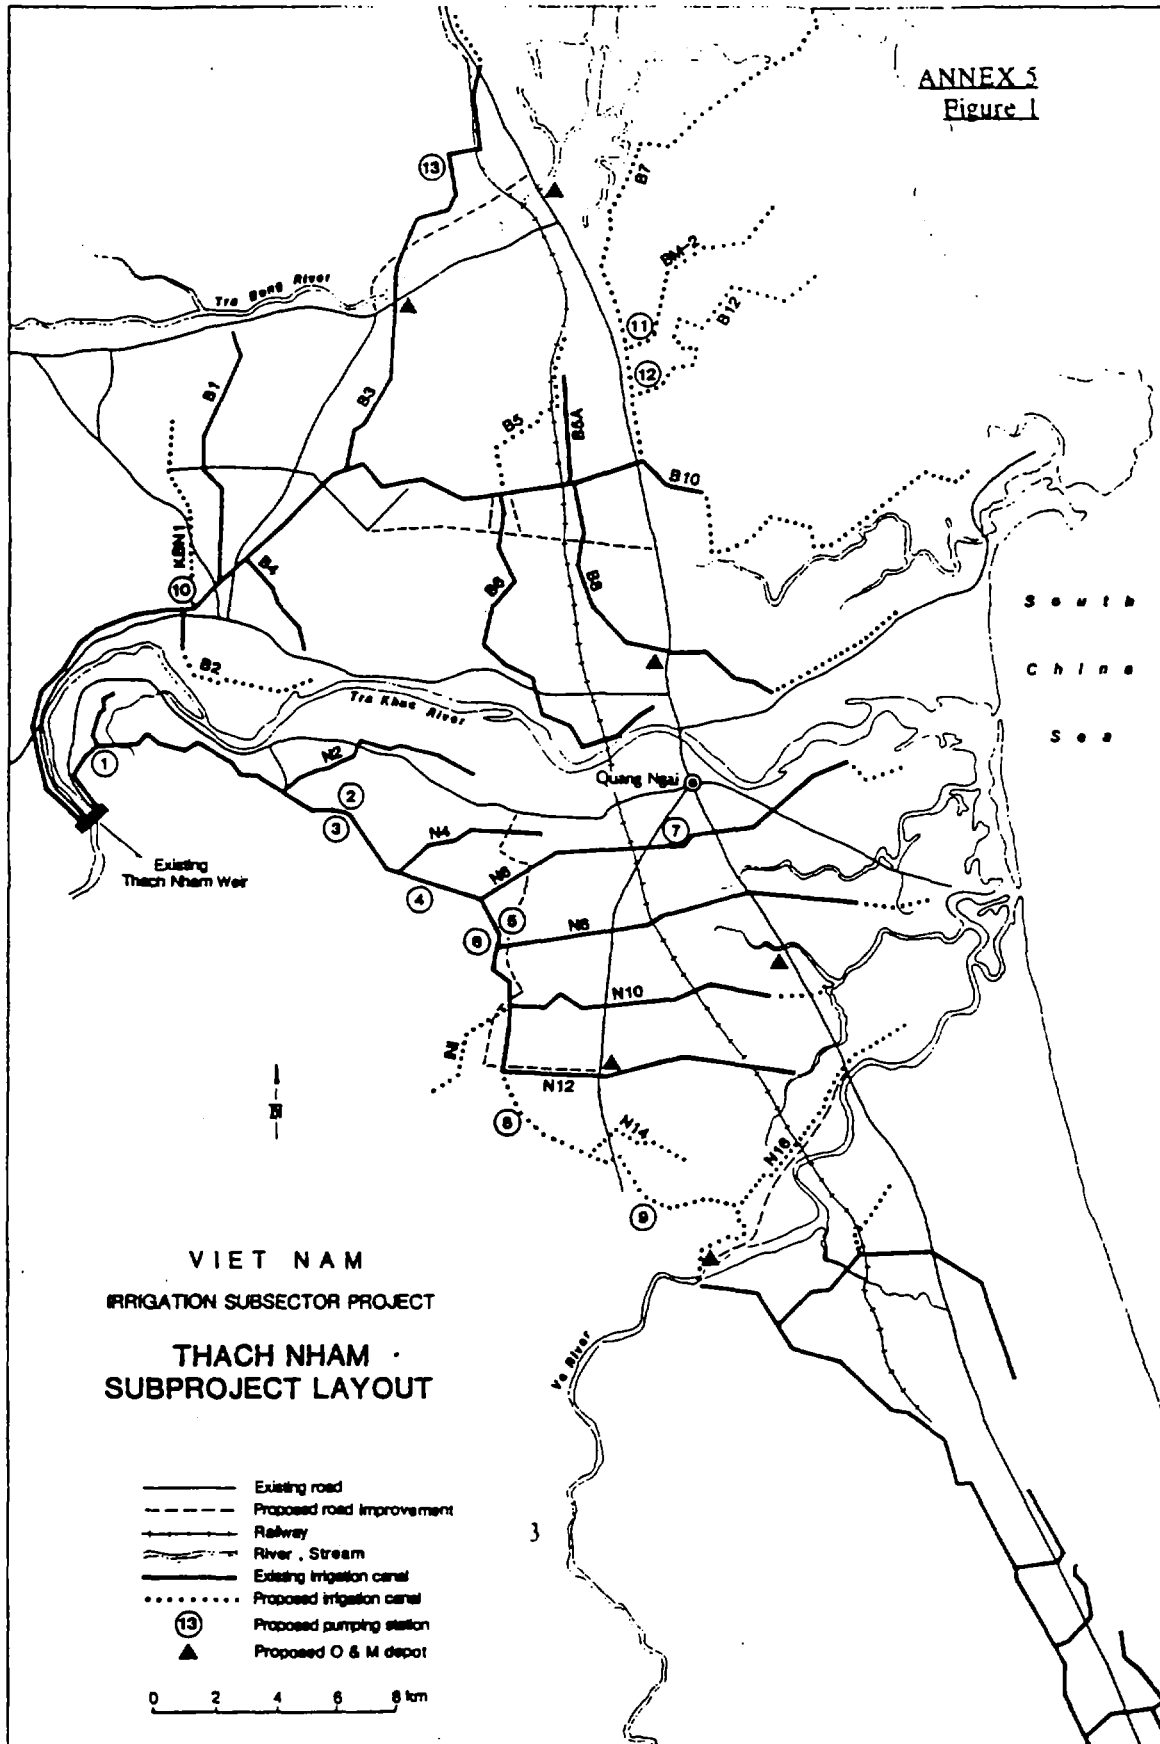 ANNEX 5
Figure 1
13
B7
BM-2
Tra Bong River
B12
11
12
B1
B3
B5
B5A
B10
KBN1
B4
B6
B8
10
South
China
Sea
B2
Tra Khuc River
1
N2
Quang Ngai
2
3
7
N4
Existing
Thach Nham Weir
N6
4
5
N8
6
N10
N12
N
8
N14
N16
9
VIET NAM
IRRIGATION SUBSECTOR PROJECT
THACH NHAM
SUBPROJECT LAYOUT
Ve River
Existing road
Proposed road improvement
Railway
River, Stream
Existing irrigation canal
Proposed irrigation canal
13 Proposed pumping station
Proposed O & M depot
0 2 4 6 8 km
3